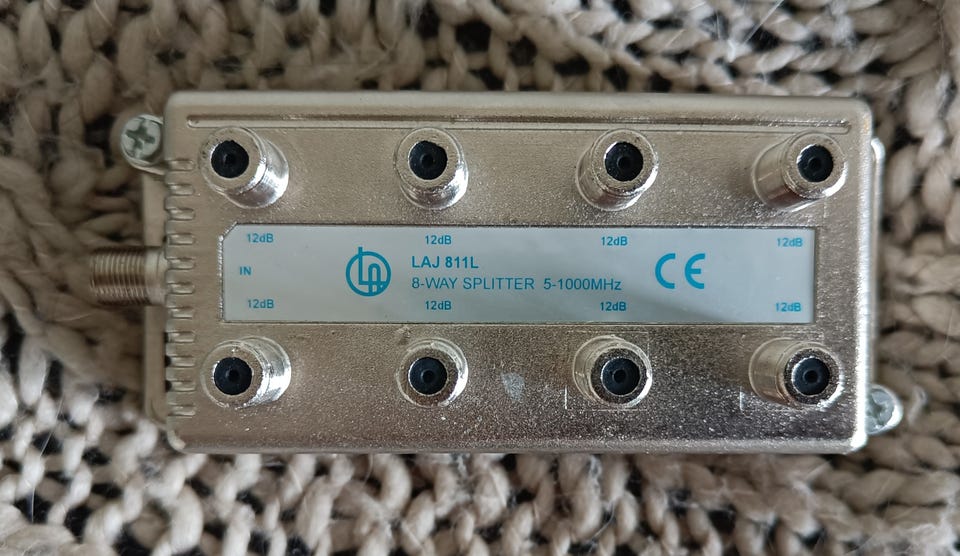 12dB 12dB 12dB 12dB
IN
LAJ 811L
CE
8-WAY SPLITTER 5-1000MHz
12dB 12dB 12dB 12dB